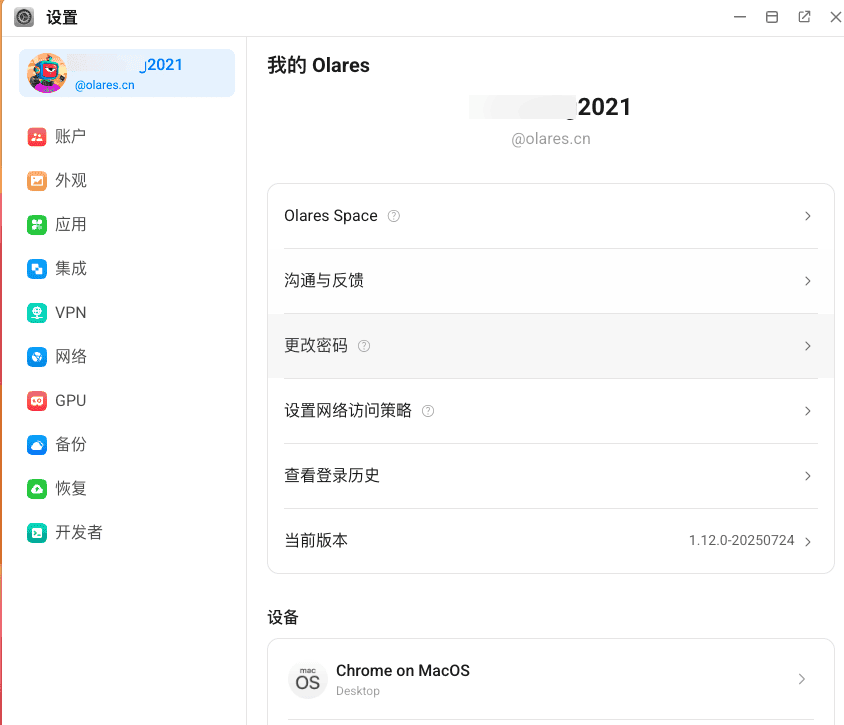 设置
2021
@olares.cn
账户
外观
应用
集成
VPN
网络
GPU
备份
恢复
开发者
我的 Olares
2021
@olares.cn
Olares Space
沟通与反馈
更改密码
设置网络访问策略
查看登录历史
当前版本 1.12.0-20250724
设备
mac
OS
Chrome on MacOS
Desktop